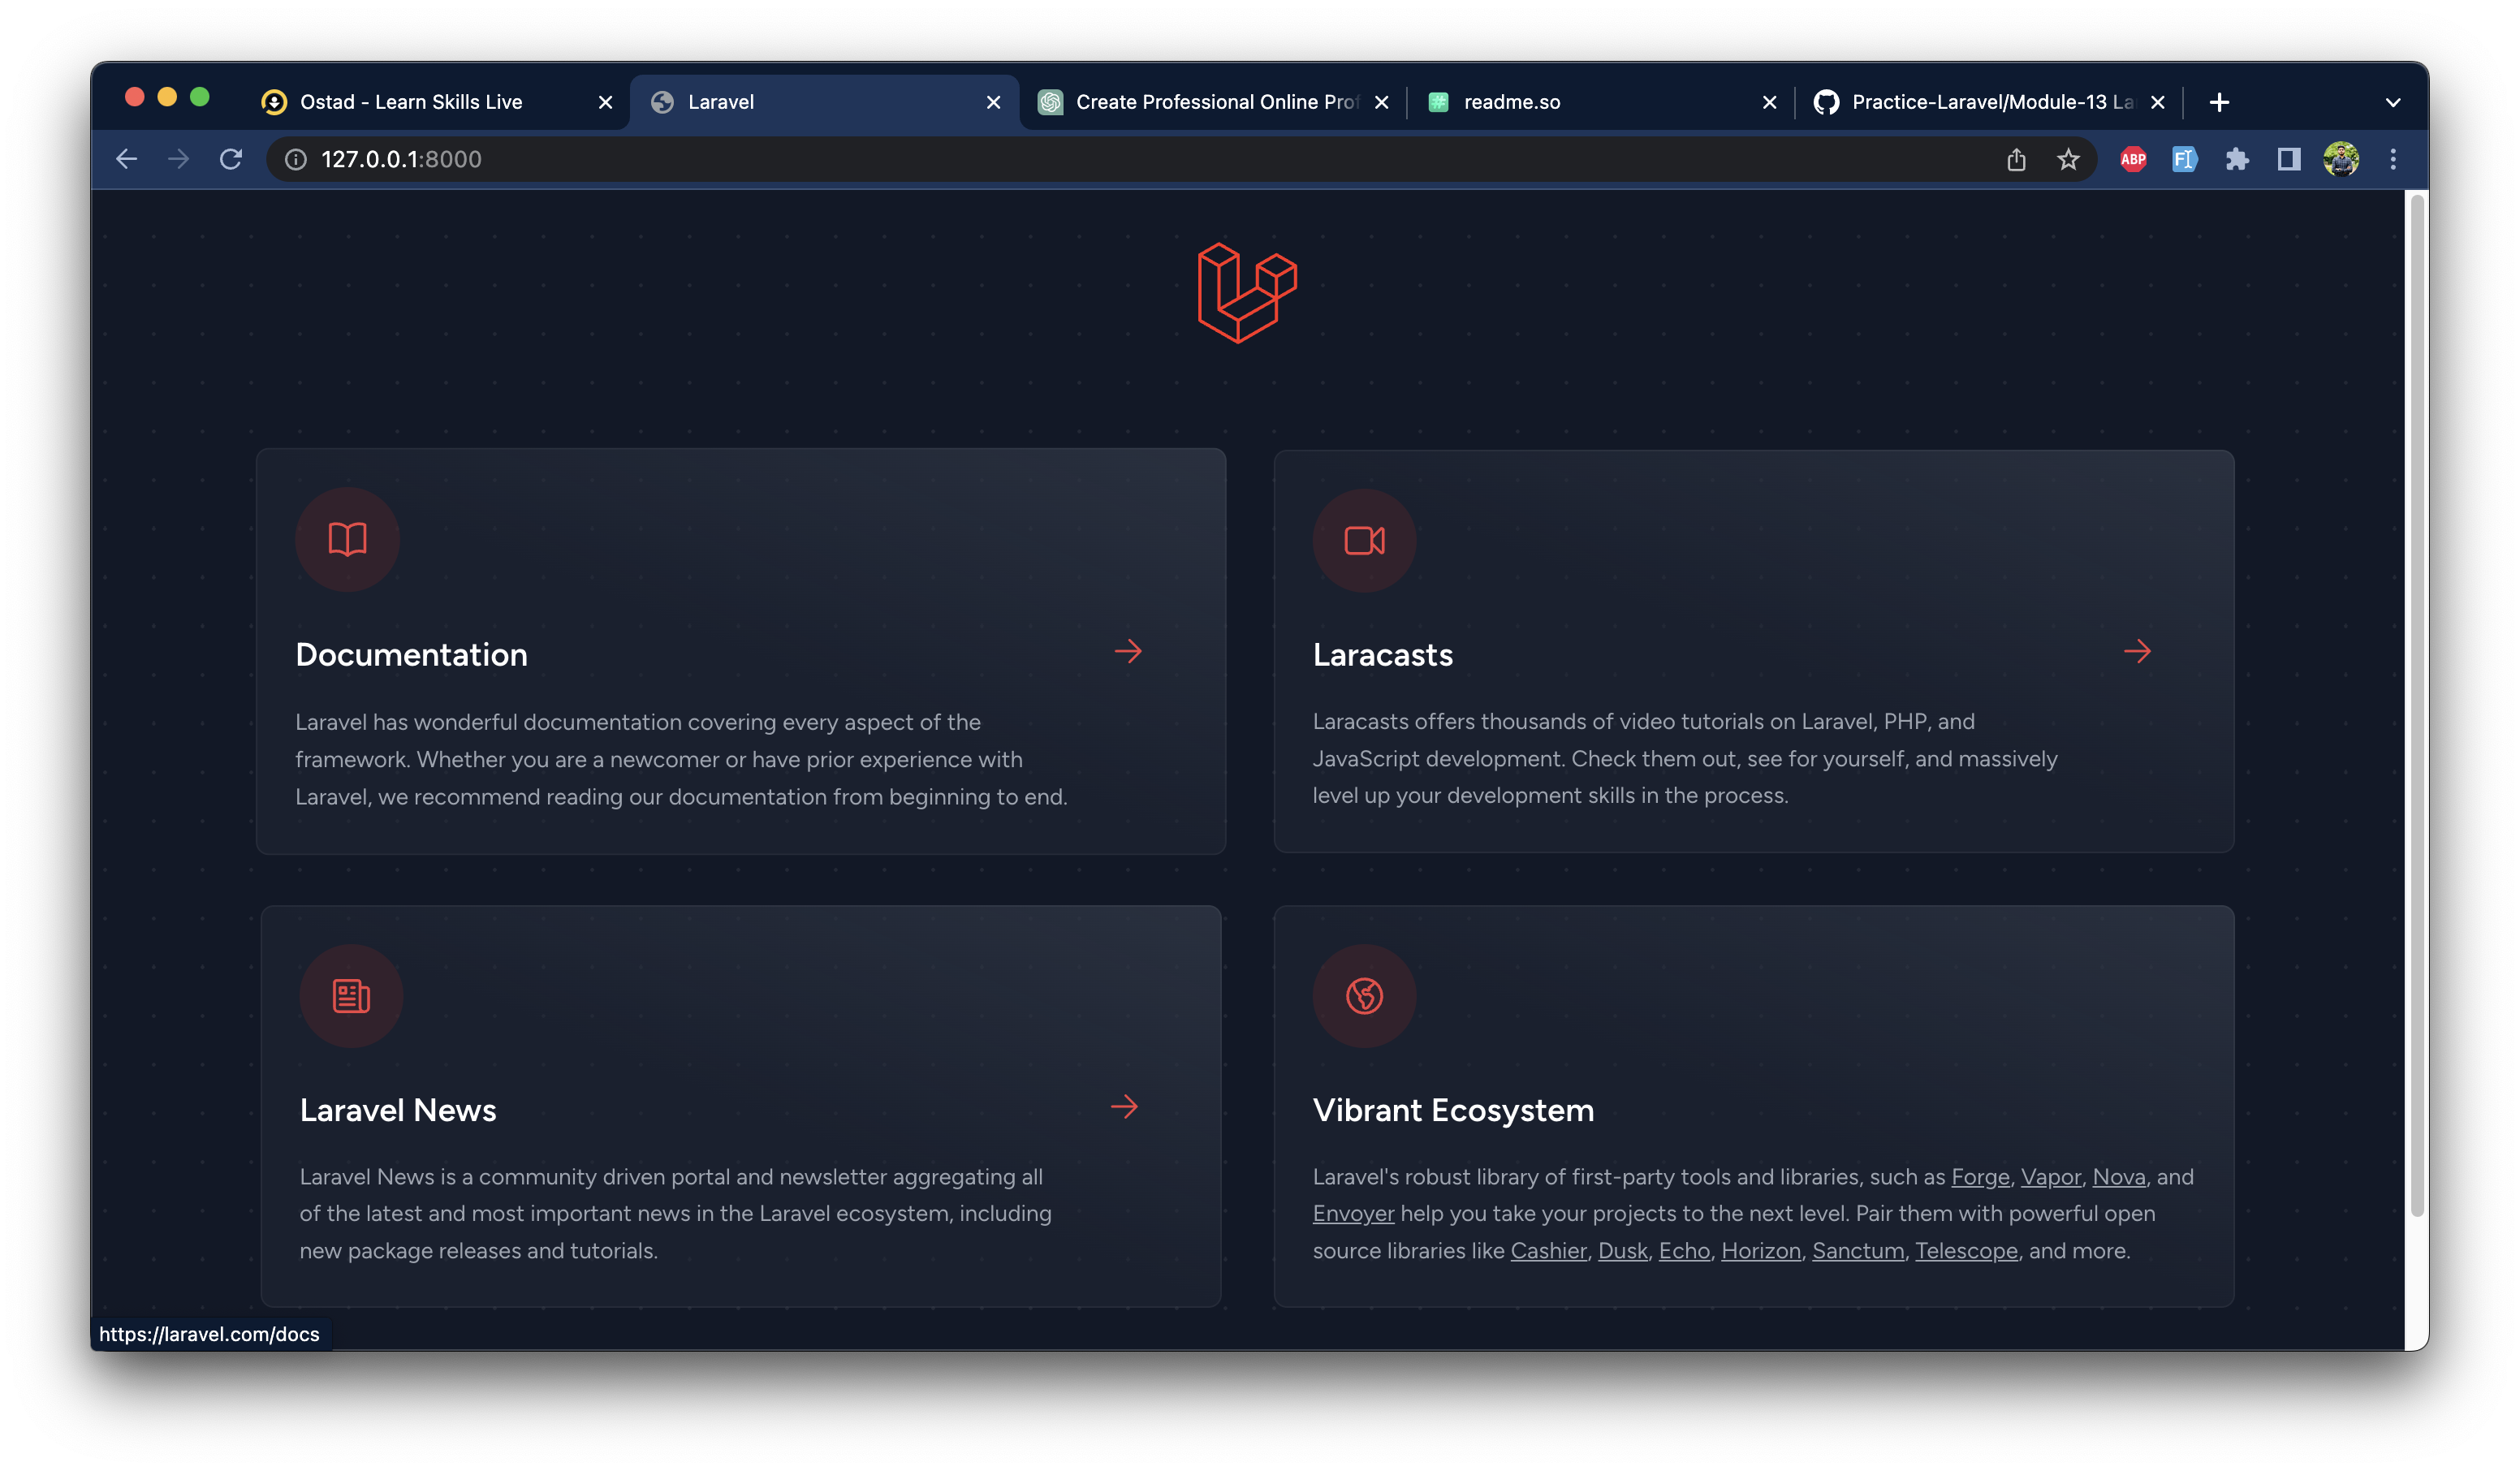 Ostad - Learn Skills Live
Laravel
Create Professional Online Prof
readme.so
Practice-Laravel/Module-13 La
127.0.0.1:8000
ABP
Documentation
Laravel has wonderful documentation covering every aspect of the
framework. Whether you are a newcomer or have prior experience with
Laravel, we recommend reading our documentation from beginning to end.
Laracasts
Laracasts offers thousands of video tutorials on Laravel, PHP, and
JavaScript development. Check them out, see for yourself, and massively
level up your development skills in the process.
Laravel News
Laravel News is a community driven portal and newsletter aggregating all
of the latest and most important news in the Laravel ecosystem, including
new package releases and tutorials.
Vibrant Ecosystem
Laravel's robust library of first-party tools and libraries, such as Forge, Vapor, Nova, and
Envoyer help you take your projects to the next level. Pair them with powerful open
source libraries like Cashier, Dusk, Echo, Horizon, Sanctum, Telescope, and more.
https://laravel.com/docs